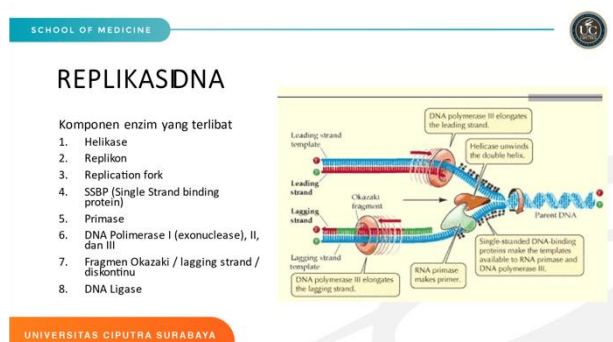 SCHOOL OF MEDICINE
UC
REPLIKASI DNA
Komponen enzim yang terlibat
1. Helikase
2. Replikon
3. Replication fork
4. SSBP (Single Strand binding
protein)
5. Primase
6. DNA Polimerase I (exonuclease), II,
dan III
7. Fragmen Okazaki / lagging strand /
diskontinu
8. DNA Ligase
DNA polymerase III elongates
the leading strand.
Leading strand
template
Helicase unwinds
the double helix.
Leading
strand
Okazaki
fragment
Lagging
strand
Parent DNA
Single-stranded DNA-binding
proteins make the templates
available to RNA primase and
DNA polymerase III.
Lagging strand
template
RNA primase
makes primer.
DNA polymerase III elongates
the lagging strand.
UNIVERSITAS CIPUTRA SURABAYA